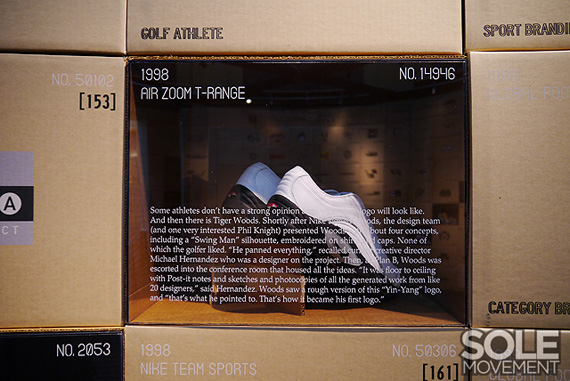 GOLF ATHLETE
SPORT BRANDI
NO. 50102
[153]
1998
NO. 14946
AIR ZOOM T-RANGE
A
CT
Some athletes don't have a strong opinion logo will look like.
And then there is Tiger Woods. Shortly after Nike Woods, the design team
(and one very interested Phil Knight) presented Woods about four concepts,
including a "Swing Man" silhouette, embroidered on shirts and caps. None of
which the golfer liked. "He panned everything," recalled creative director
Michael Hernandez who was a designer on the project. Then, as Plan B, Woods was
escorted into the conference room that housed all the ideas. "It was floor to ceiling
with Post-it notes and sketches and photocopies of all the generated work from like
20 designers," said Hernandez. Woods saw a rough version of this "Yin-Yang" logo,
and "that's what he pointed to. That's how it became his first logo."
CATEGORY BR
NO. 2053
1998
NO. 50306
NIKE TEAM SPORTS
[161]
SOLE
MOVEMENT